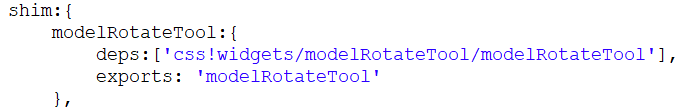 shim:{
    modelRotateTool:{
        deps:['css!widgets/modelRotateTool/modelRotateTool'],
        exports: 'modelRotateTool'
    },